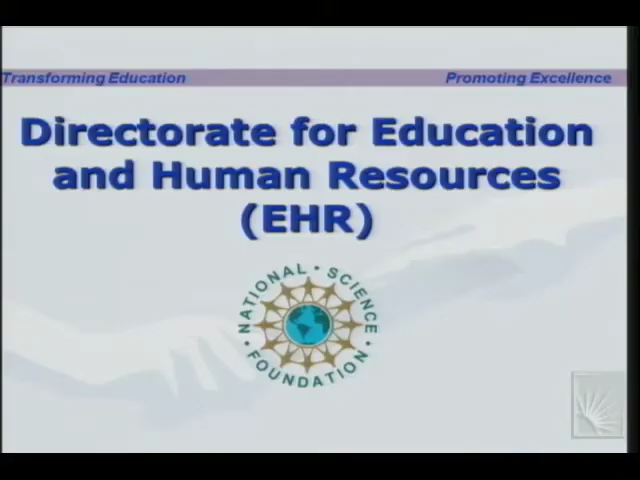 Transforming Education
Promoting Excellence
Directorate for Education
and Human Resources
(EHR)
NATIONAL • SCIENCE
• FOUNDATION •